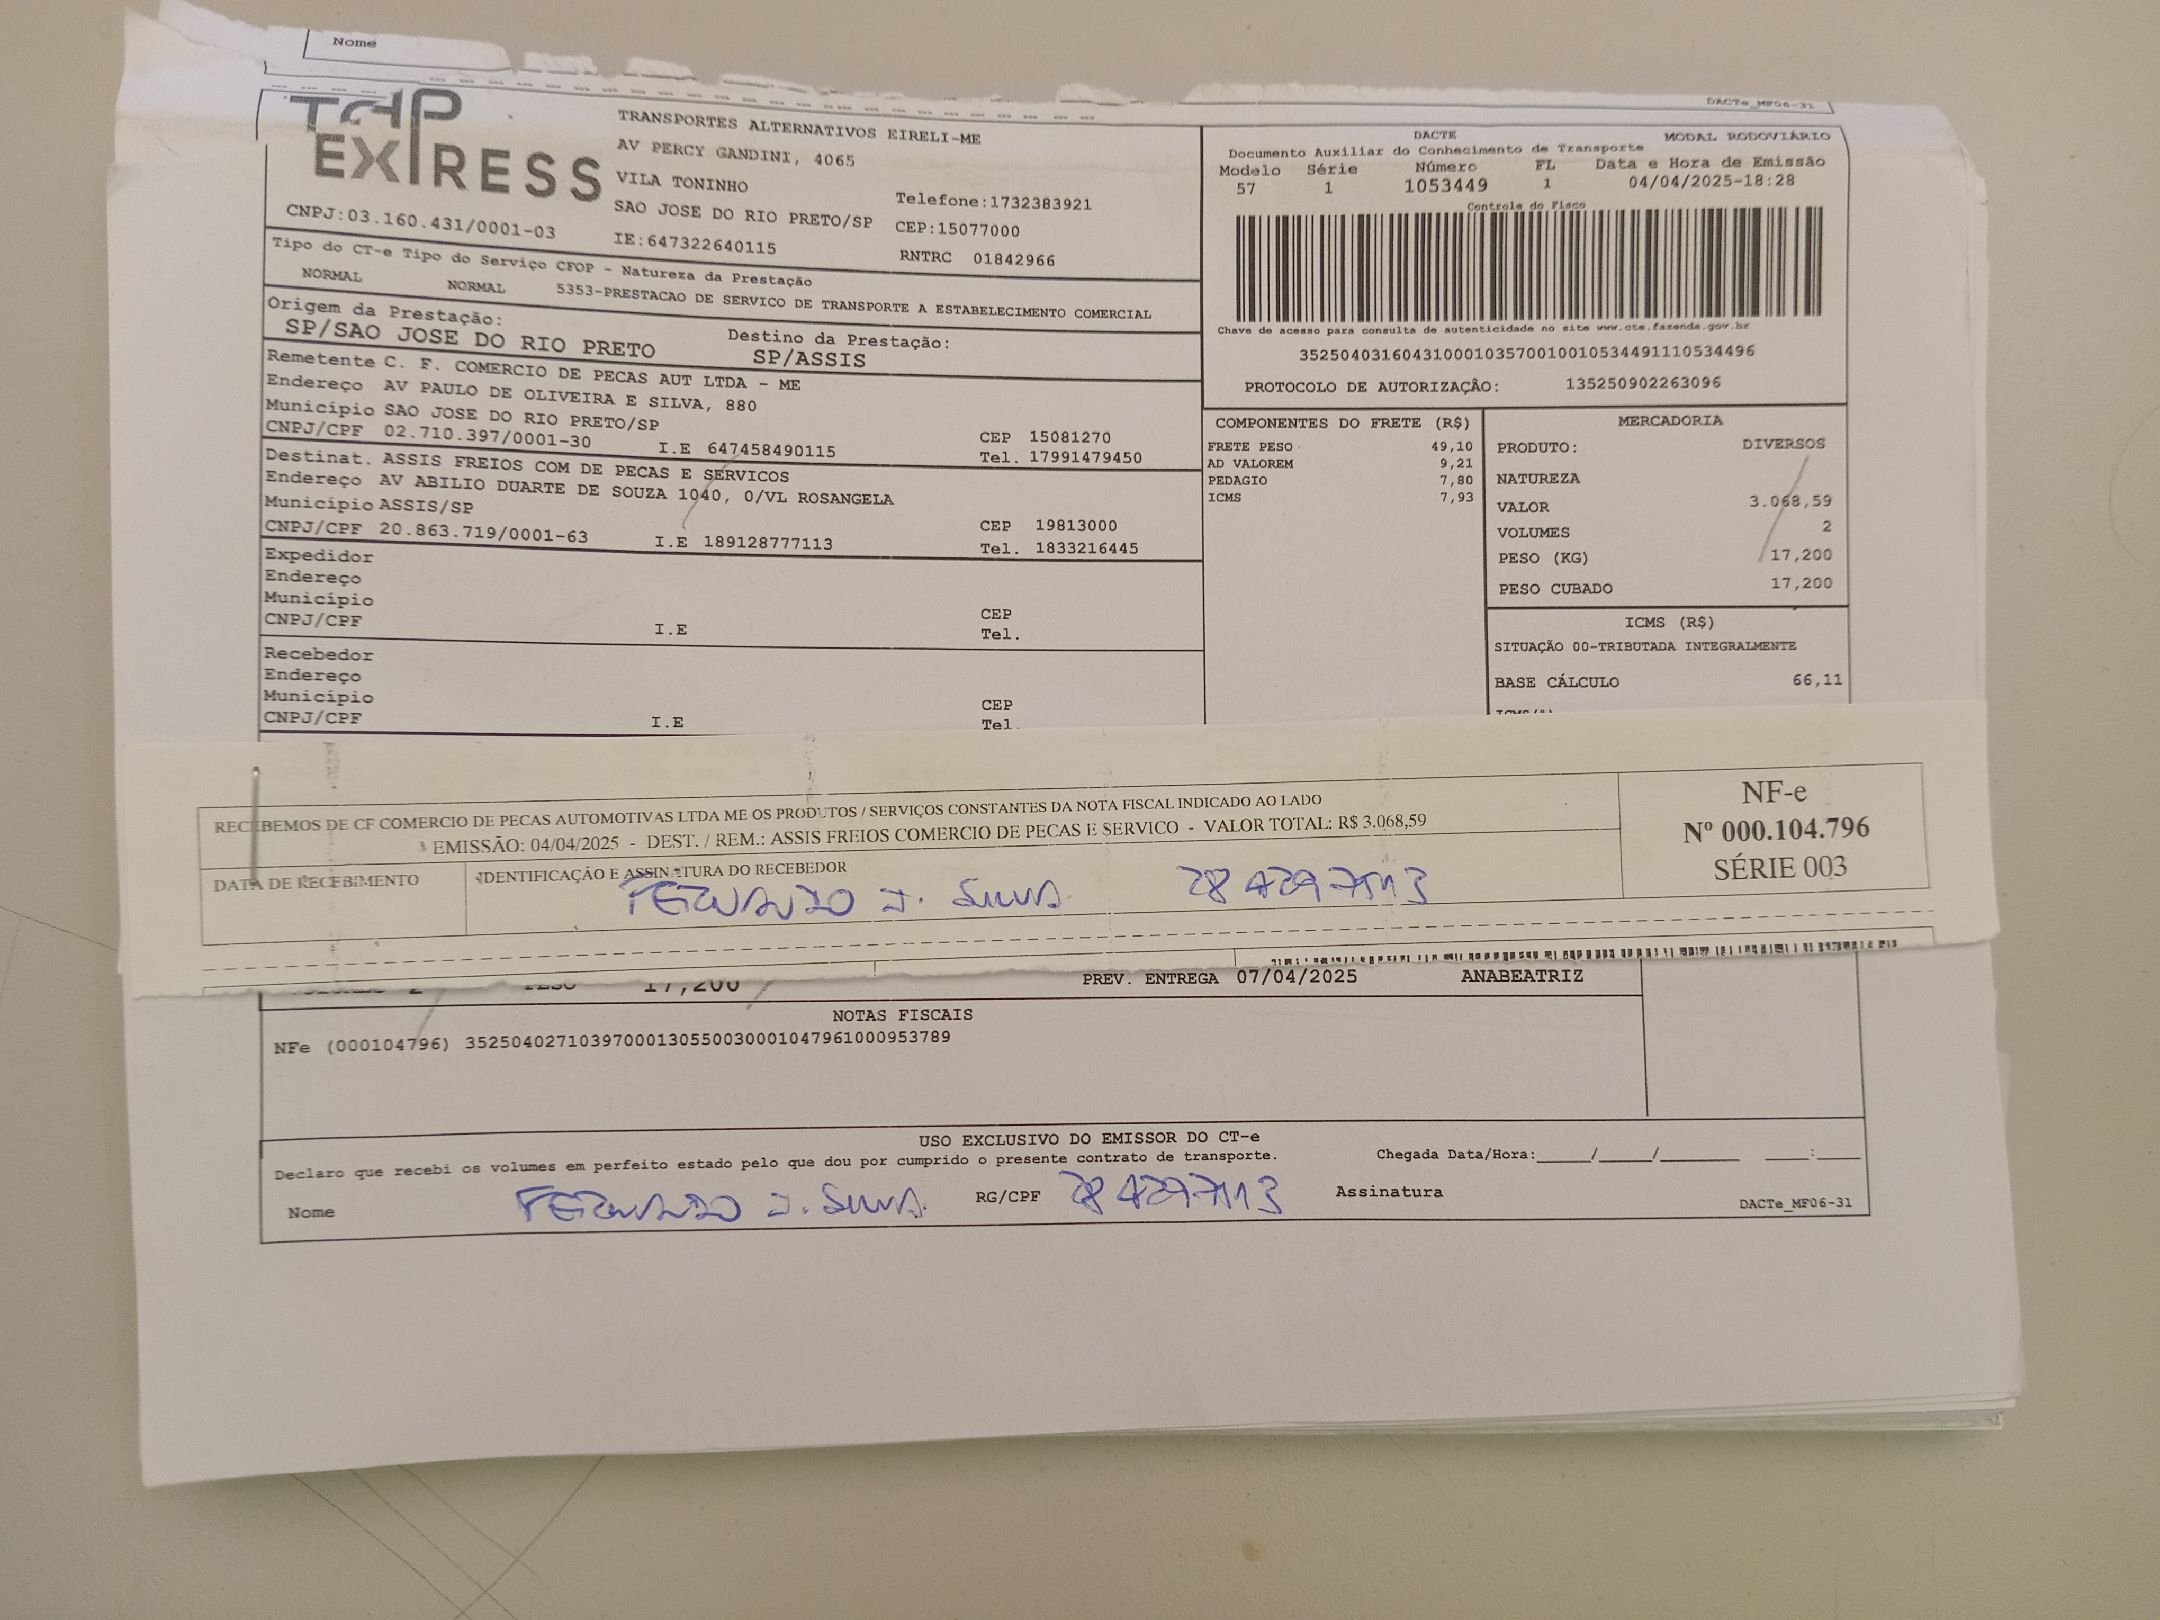 Nome
DACTe_MF06-31
TOP
EXPRESS
CNPJ:03.160.431/0001-03
TRANSPORTES ALTERNATIVOS EIRELI-ME
AV PERCY GANDINI, 4065
VILA TONINHO
SAO JOSE DO RIO PRETO/SP
IE:647322640115
Telefone:1732383921
CEP:15077000
RNTRC 01842966
DACTE MODAL RODOVIÁRIO
Documento Auxiliar do Conhecimento de Transporte
Modelo Série Número FL Data e Hora de Emissão
57 1 1053449 1 04/04/2025-18:28
Controle do Fisco
Chave de acesso para consulta de autenticidade no site www.cte.fazenda.gov.br
35250403160431000103570010010534491110534496
PROTOCOLO DE AUTORIZAÇÃO: 135250902263096
Tipo do CT-e Tipo do Serviço CFOP - Natureza da Prestação
NORMAL NORMAL 5353-PRESTACAO DE SERVICO DE TRANSPORTE A ESTABELECIMENTO COMERCIAL
Origem da Prestação: Destino da Prestação:
SP/SAO JOSE DO RIO PRETO SP/ASSIS
Remetente C. F. COMERCIO DE PECAS AUT LTDA - ME
Endereço AV PAULO DE OLIVEIRA E SILVA, 880
Município SAO JOSE DO RIO PRETO/SP CEP 15081270
CNPJ/CPF 02.710.397/0001-30 I.E 647458490115 Tel. 17991479450
Destinat. ASSIS FREIOS COM DE PECAS E SERVICOS
Endereço AV ABILIO DUARTE DE SOUZA 1040, 0/VL ROSANGELA
Município ASSIS/SP CEP 19813000
CNPJ/CPF 20.863.719/0001-63 I.E 189128777113 Tel. 1833216445
Expedidor
Endereço
Município CEP
CNPJ/CPF I.E Tel.
Recebedor
Endereço
Município CEP
CNPJ/CPF I.E Tel.
COMPONENTES DO FRETE (R$)
FRETE PESO 49,10
AD VALOREM 9,21
PEDAGIO 7,80
ICMS 7,93
MERCADORIA
PRODUTO: DIVERSOS
NATUREZA
VALOR 3.068,59
VOLUMES 2
PESO (KG) 17,200
PESO CUBADO 17,200
ICMS (R$)
SITUAÇÃO 00-TRIBUTADA INTEGRALMENTE
BASE CÁLCULO 66,11
RECEBEMOS DE CF COMERCIO DE PECAS AUTOMOTIVAS LTDA ME OS PRODUTOS / SERVIÇOS CONSTANTES DA NOTA FISCAL INDICADO AO LADO
EMISSÃO: 04/04/2025 - DEST. / REM.: ASSIS FREIOS COMERCIO DE PECAS E SERVICO - VALOR TOTAL: R$ 3.068,59
DATA DE RECEBIMENTO IDENTIFICAÇÃO E ASSINATURA DO RECEBEDOR
FERNANDO J. SILVA
NF-e
Nº 000.104.796
SÉRIE 003
17,200 PREV. ENTREGA 07/04/2025 ANABEATRIZ
NOTAS FISCAIS
NFe (000104796) 35250402710397000130550030001047961000953789
USO EXCLUSIVO DO EMISSOR DO CT-e
Declaro que recebi os volumes em perfeito estado pelo que dou por cumprido o presente contrato de transporte. Chegada Data/Hora:_____/_____/________ ____:____
Nome FERNANDO J. SILVA RG/CPF Assinatura
DACTe_MF06-31